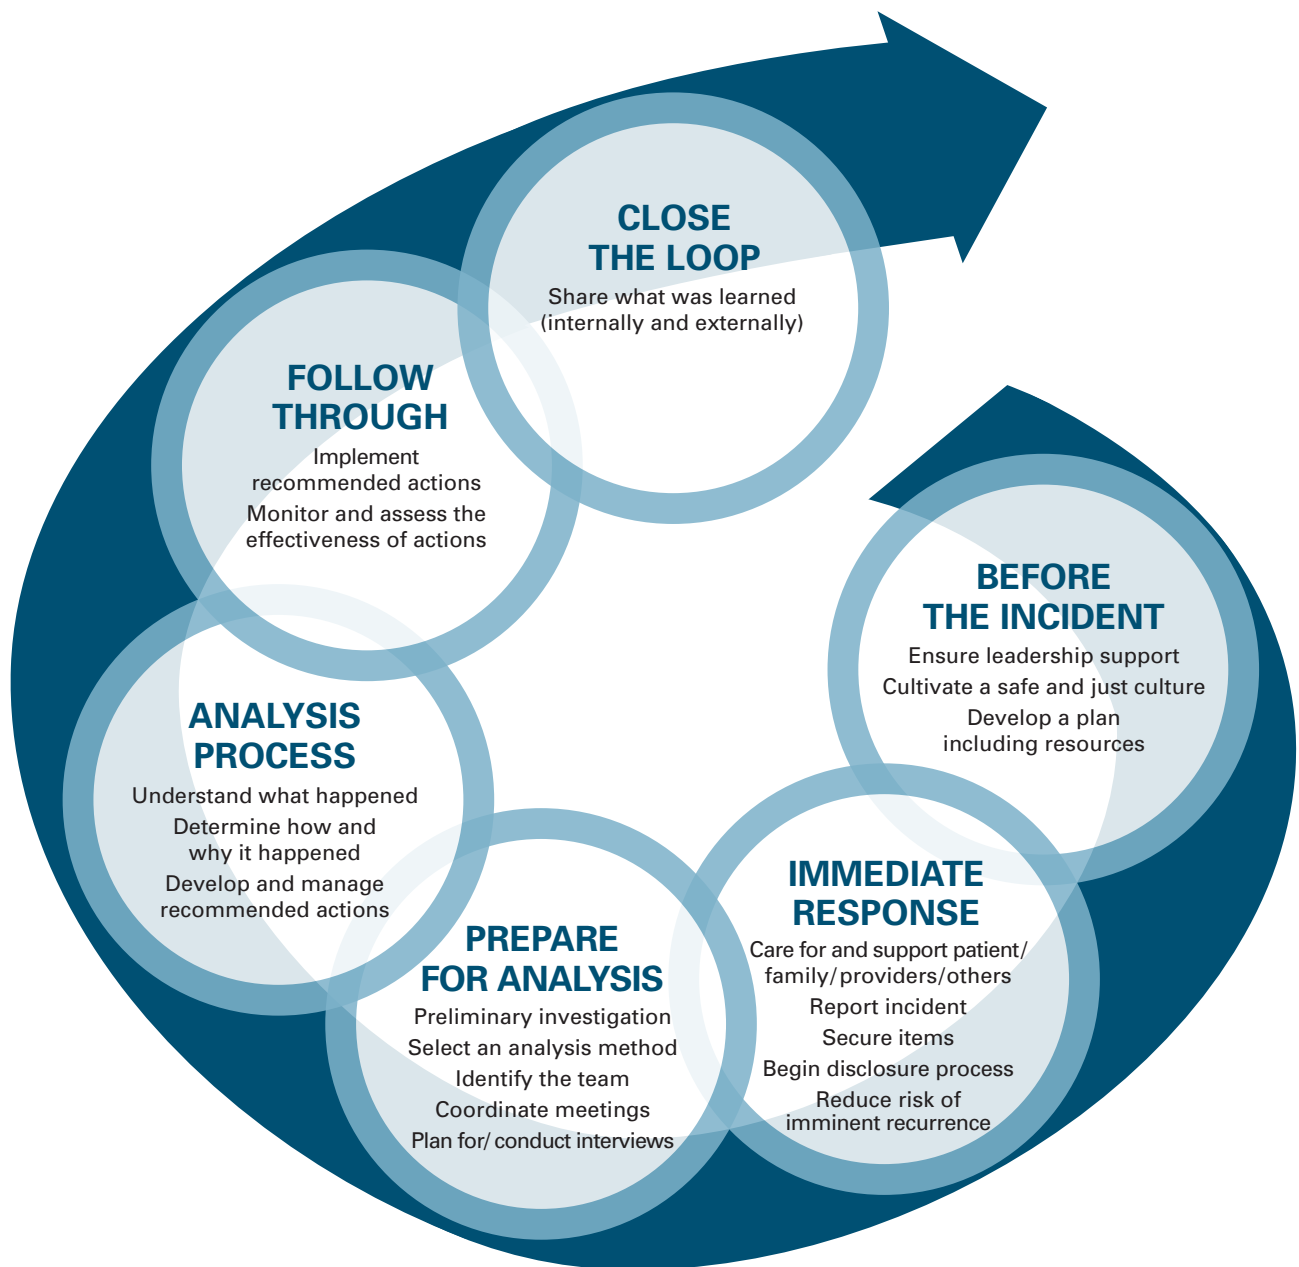 CLOSE
THE LOOP
Share what was learned
(internally and externally)
FOLLOW
THROUGH
Implement
recommended actions
Monitor and assess the
effectiveness of actions
BEFORE
THE INCIDENT
Ensure leadership support
Cultivate a safe and just culture
Develop a plan
including resources
ANALYSIS
PROCESS
Understand what happened
Determine how and
why it happened
Develop and manage
recommended actions
IMMEDIATE
RESPONSE
Care for and support patient/
family/providers/others
Report incident
Secure items
Begin disclosure process
Reduce risk of
imminent recurrence
PREPARE
FOR ANALYSIS
Preliminary investigation
Select an analysis method
Identify the team
Coordinate meetings
Plan for/ conduct interviews